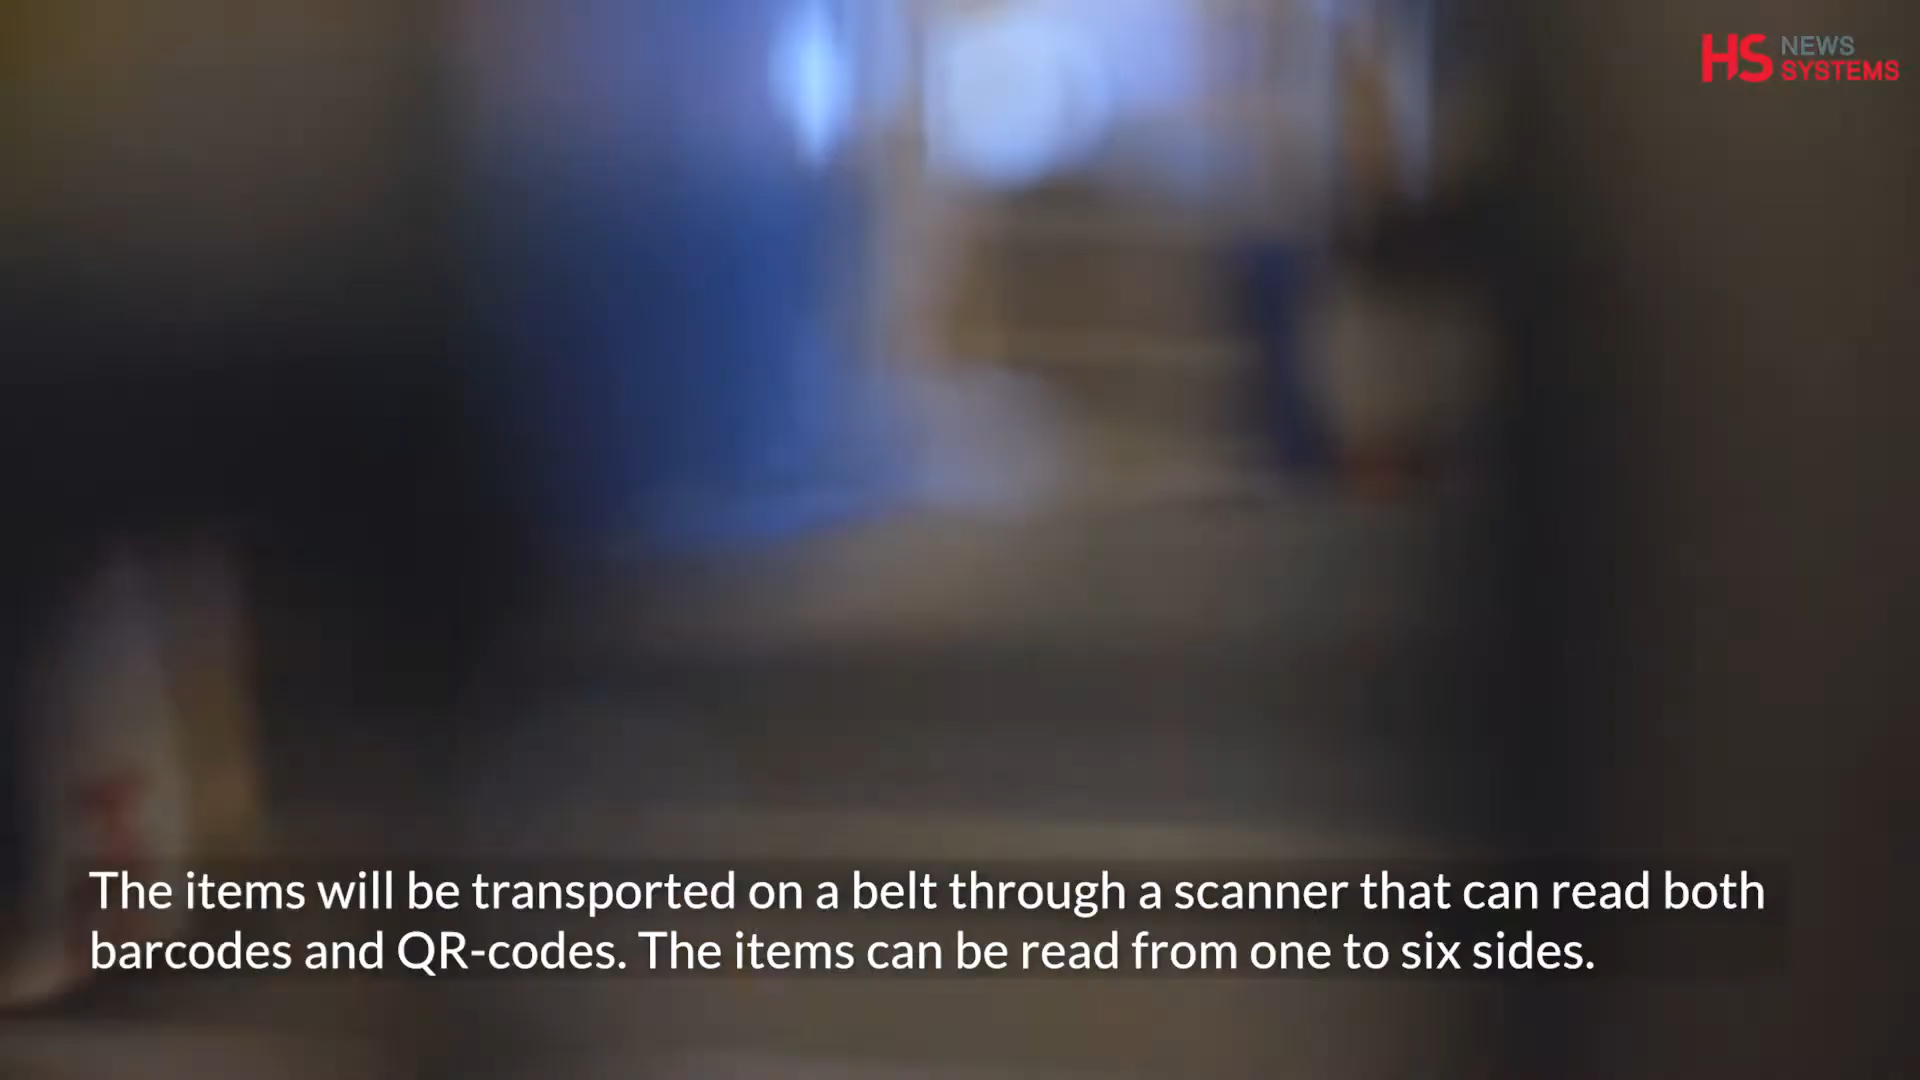 HS NEWS
SYSTEMS
The items will be transported on a belt through a scanner that can read both
barcodes and QR-codes. The items can be read from one to six sides.